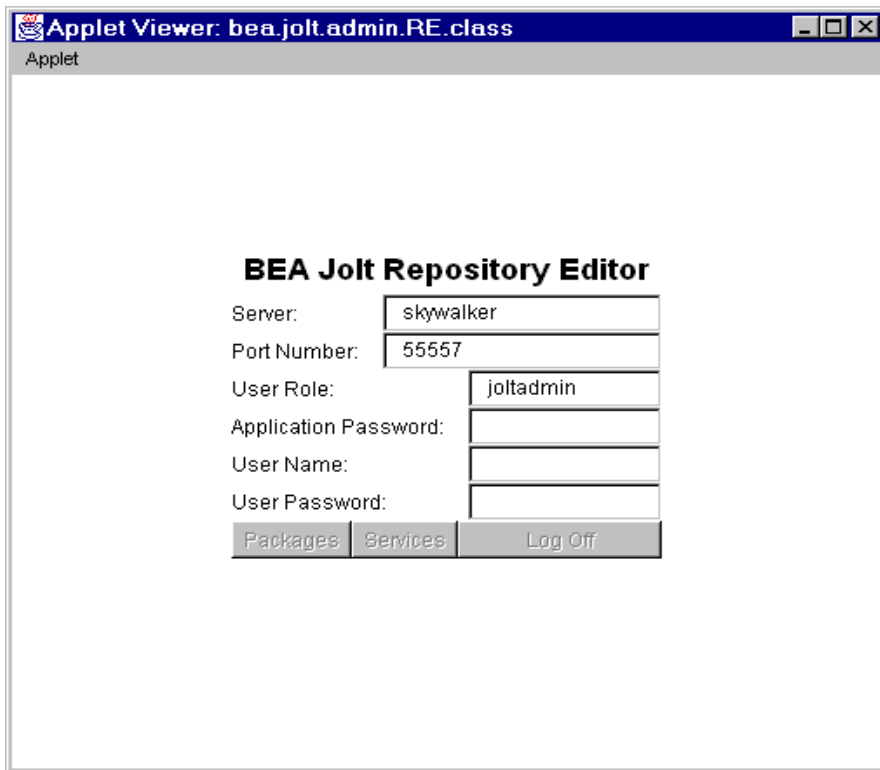 Applet Viewer: bea.jolt.admin.RE.class
Applet
BEA Jolt Repository Editor
Server: skywalker
Port Number: 55557
User Role: joltadmin
Application Password:
User Name:
User Password:
Packages Services Log Off